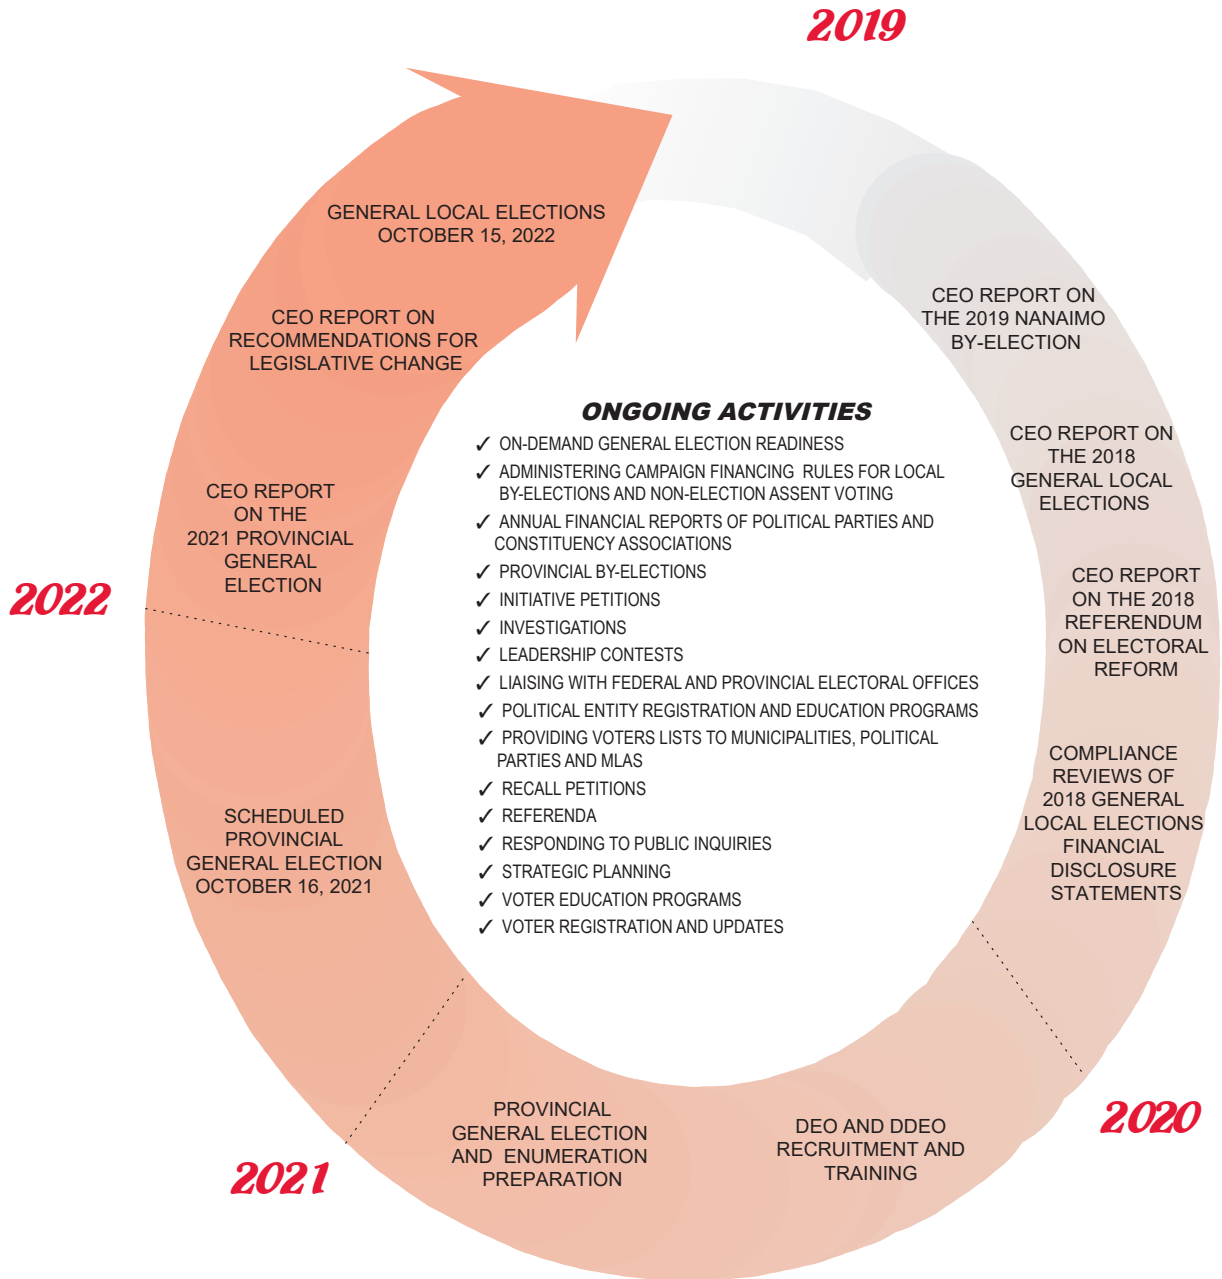 2019
CEO REPORT ON
THE 2019 NANAIMO
BY-ELECTION
CEO REPORT ON
THE 2018
GENERAL LOCAL
ELECTIONS
CEO REPORT
ON THE 2018
REFERENDUM
ON ELECTORAL
REFORM
COMPLIANCE
REVIEWS OF
2018 GENERAL
LOCAL ELECTIONS
FINANCIAL
DISCLOSURE
STATEMENTS
2020
DEO AND DDEO
RECRUITMENT AND
TRAINING
PROVINCIAL
GENERAL ELECTION
AND ENUMERATION
PREPARATION
2021
SCHEDULED
PROVINCIAL
GENERAL ELECTION
OCTOBER 16, 2021
2022
CEO REPORT
ON THE
2021 PROVINCIAL
GENERAL
ELECTION
CEO REPORT ON
RECOMMENDATIONS FOR
LEGISLATIVE CHANGE
GENERAL LOCAL ELECTIONS
OCTOBER 15, 2022
ONGOING ACTIVITIES
✓ ON-DEMAND GENERAL ELECTION READINESS
✓ ADMINISTERING CAMPAIGN FINANCING RULES FOR LOCAL
BY-ELECTIONS AND NON-ELECTION ASSENT VOTING
✓ ANNUAL FINANCIAL REPORTS OF POLITICAL PARTIES AND
CONSTITUENCY ASSOCIATIONS
✓ PROVINCIAL BY-ELECTIONS
✓ INITIATIVE PETITIONS
✓ INVESTIGATIONS
✓ LEADERSHIP CONTESTS
✓ LIAISING WITH FEDERAL AND PROVINCIAL ELECTORAL OFFICES
✓ POLITICAL ENTITY REGISTRATION AND EDUCATION PROGRAMS
✓ PROVIDING VOTERS LISTS TO MUNICIPALITIES, POLITICAL
PARTIES AND MLAS
✓ RECALL PETITIONS
✓ REFERENDA
✓ RESPONDING TO PUBLIC INQUIRIES
✓ STRATEGIC PLANNING
✓ VOTER EDUCATION PROGRAMS
✓ VOTER REGISTRATION AND UPDATES